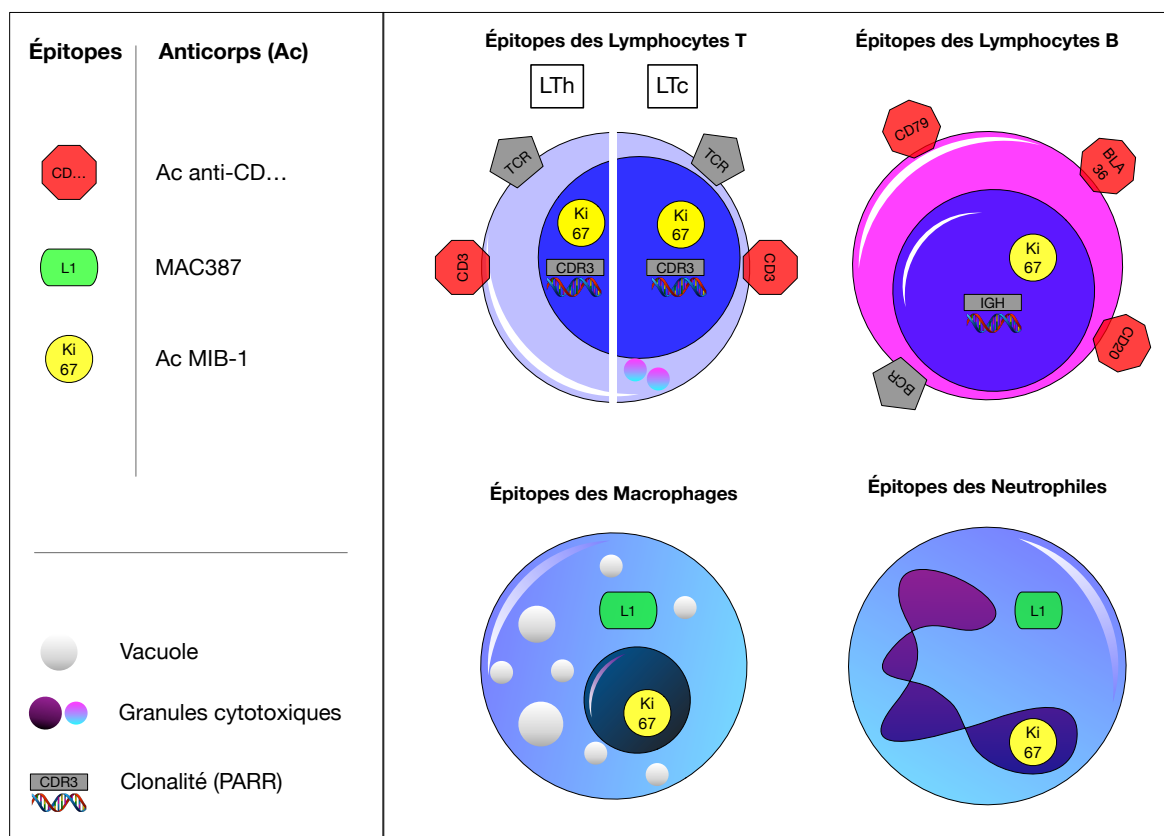 Épitopes
Anticorps (Ac)
CD...
Ac anti-CD…
L1
MAC387
Ki
67
Ac MIB-1
Vacuole
Granules cytotoxiques
CDR3
Clonalité (PARR)
Épitopes des Lymphocytes T
LTh
LTc
TCR
TCR
Ki
67
Ki
67
CD3
CDR3
CDR3
CD3
Épitopes des Lymphocytes B
CD79
BLA
36
Ki
67
IGH
CD20
BCR
Épitopes des Macrophages
L1
Ki
67
Épitopes des Neutrophiles
L1
Ki
67